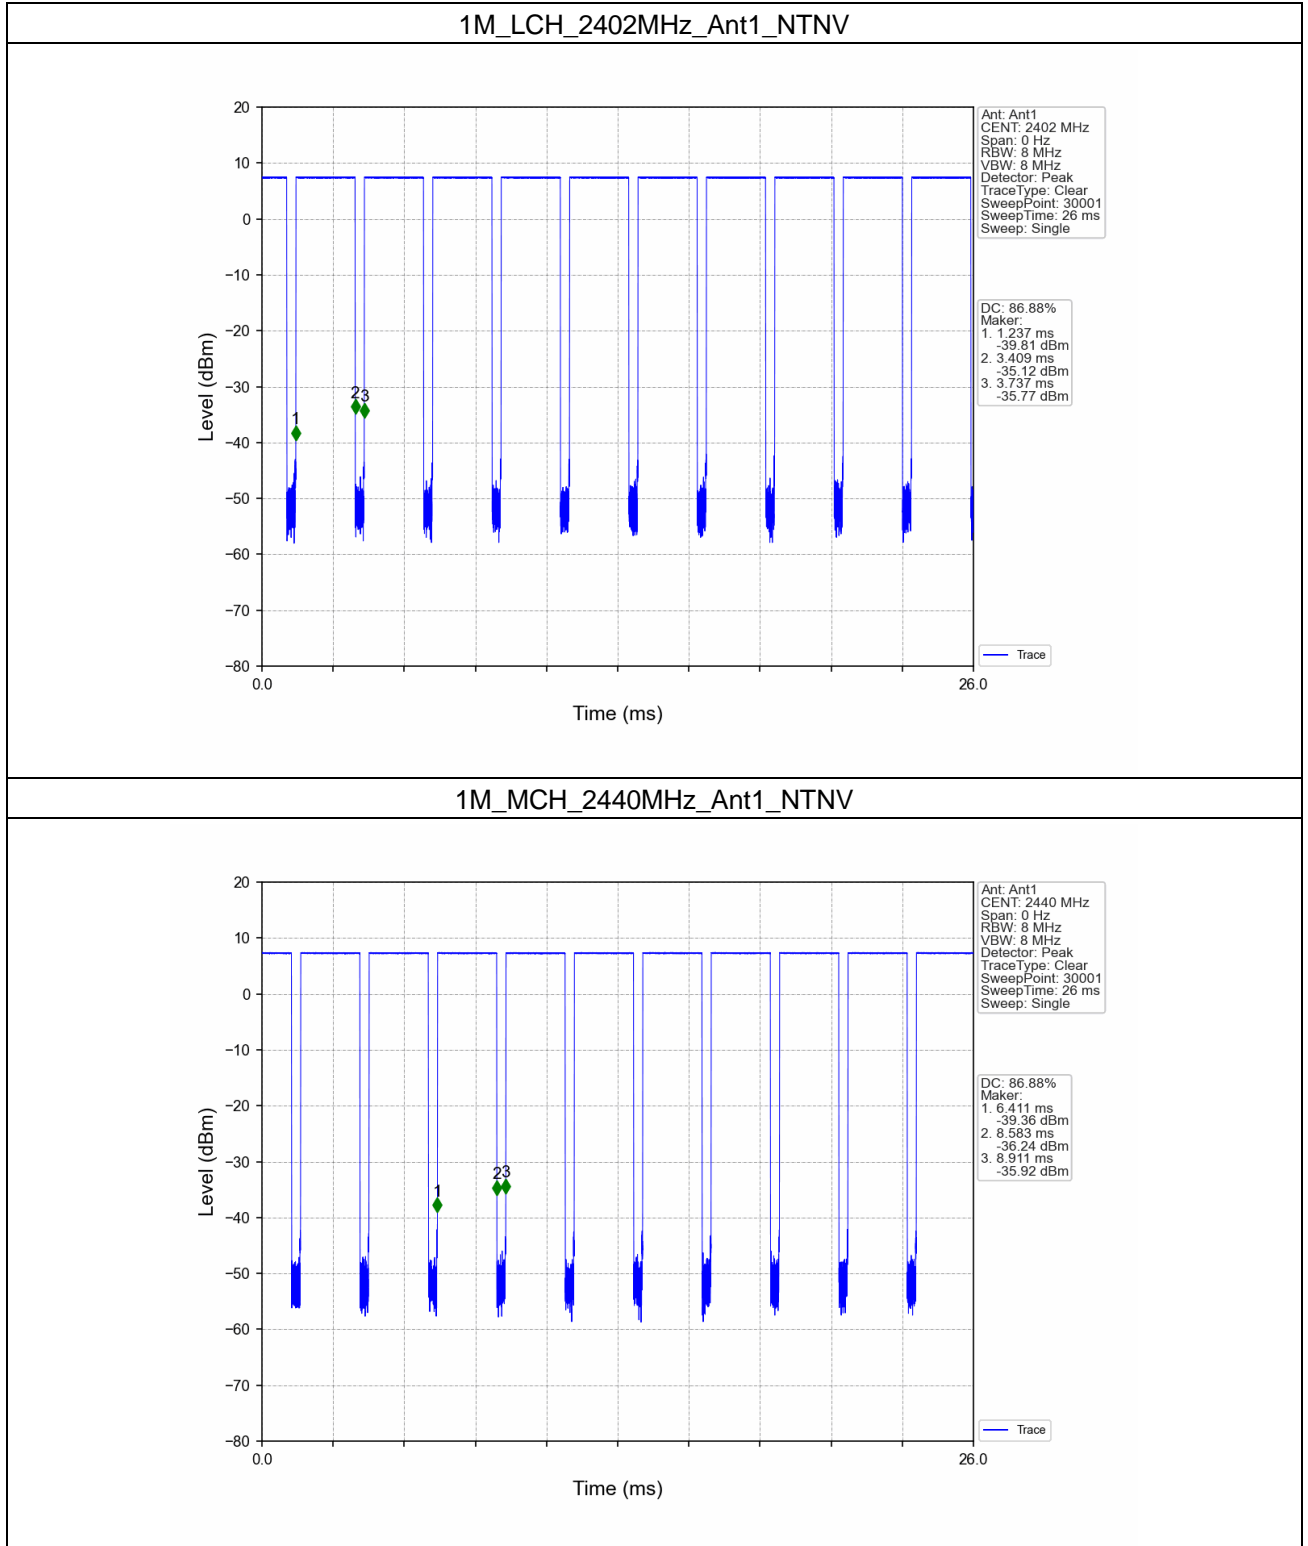 1M_LCH_2402MHz_Ant1_NTNV
20
10
0
−10
−20
−30
−40
−50
−60
−70
−80
Level (dBm)
1
2
3
0.0
26.0
Time (ms)
Ant: Ant1
CENT: 2402 MHz
Span: 0 Hz
RBW: 8 MHz
VBW: 8 MHz
Detector: Peak
TraceType: Clear
SweepPoint: 30001
SweepTime: 26 ms
Sweep: Single
DC: 86.88%
Maker:
1. 1.237 ms
-39.81 dBm
2. 3.409 ms
-35.12 dBm
3. 3.737 ms
-35.77 dBm
Trace
1M_MCH_2440MHz_Ant1_NTNV
20
10
0
−10
−20
−30
−40
−50
−60
−70
−80
Level (dBm)
1
2
3
0.0
26.0
Time (ms)
Ant: Ant1
CENT: 2440 MHz
Span: 0 Hz
RBW: 8 MHz
VBW: 8 MHz
Detector: Peak
TraceType: Clear
SweepPoint: 30001
SweepTime: 26 ms
Sweep: Single
DC: 86.88%
Maker:
1. 6.411 ms
-39.36 dBm
2. 8.583 ms
-36.24 dBm
3. 8.911 ms
-35.92 dBm
Trace